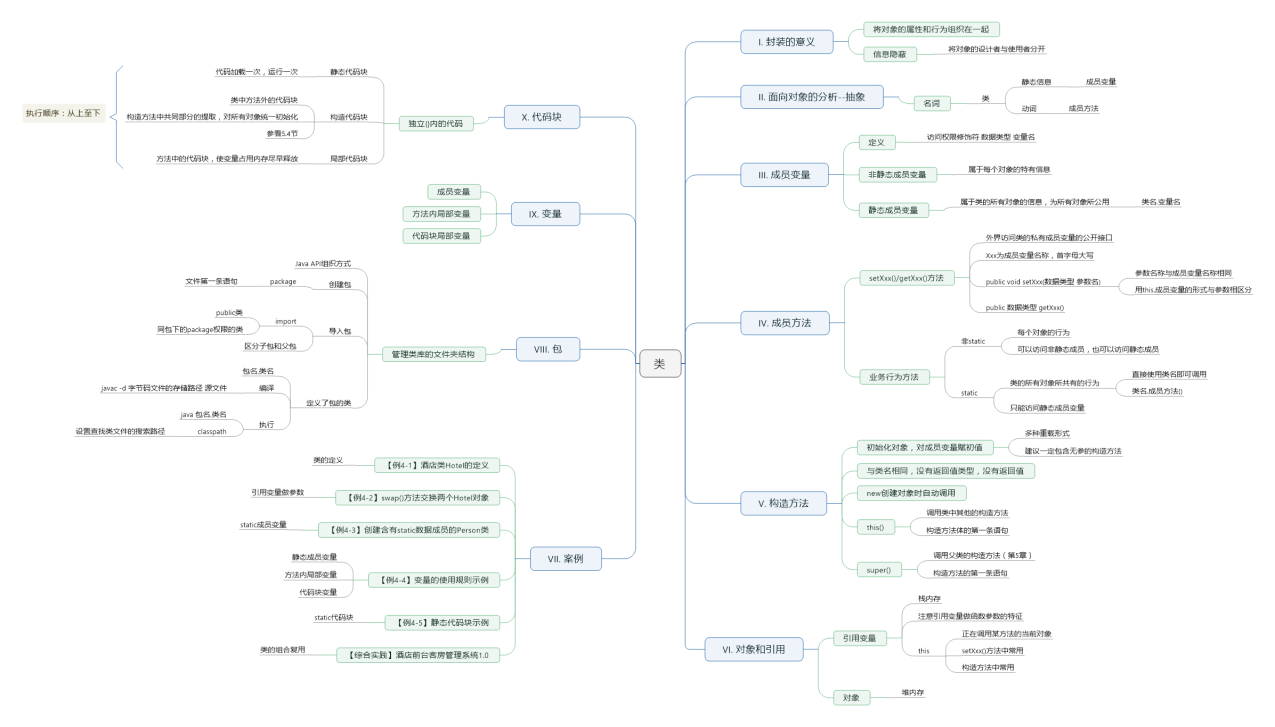 类
I. 封装的意义
将对象的属性和行为组织在一起
信息隐蔽
将对象的设计者与使用者分开
II. 面向对象的分析--抽象
名词
类
静态信息
成员变量
动词
成员方法
III. 成员变量
定义
访问权限修饰符 数据类型 变量名
非静态成员变量
属于每个对象的特有信息
静态成员变量
属于类的所有对象的信息，为所有对象所公用
类名.变量名
IV. 成员方法
setXxx()/getXxx()方法
外界访问类的私有成员变量的公开接口
Xxx为成员变量名称，首字母大写
public void setXxx(数据类型 参数名)
参数名称与成员变量名称相同
用this.成员变量的形式与参数相区分
public 数据类型 getXxx()
业务行为方法
非static
每个对象的行为
可以访问非静态成员，也可以访问静态成员
static
类的所有对象所共有的行为
直接使用类名即可调用
类名.成员方法()
只能访问静态成员变量
V. 构造方法
初始化对象，对成员变量赋初值
多种重载形式
建议一定包含无参的构造方法
与类名相同，没有返回值类型，没有返回值
new创建对象时自动调用
this()
调用类中其他的构造方法
构造方法体的第一条语句
super()
调用父类的构造方法（第5章）
构造方法的第一条语句
VI. 对象和引用
引用变量
栈内存
注意引用变量做函数参数的特征
this
正在调用某方法的当前对象
setXxx()方法中常用
构造方法中常用
对象
堆内存
VII. 案例
【例4-1】酒店类Hotel的定义
类的定义
【例4-2】swap()方法交换两个Hotel对象
引用变量做参数
【例4-3】创建含有static数据成员的Person类
static成员变量
【例4-4】变量的使用规则示例
静态成员变量
方法内局部变量
代码块变量
【例4-5】静态代码块示例
static代码块
【综合实践】酒店前台客房管理系统1.0
类的组合复用
VIII. 包
管理类库的文件夹结构
Java API组织方式
创建包
package
文件第一条语句
导入包
import
public类
同包下的package权限的类
区分子包和父包
定义了包的类
包名.类名
编译
javac -d 字节码文件的存储路径 源文件
执行
java 包名.类名
classpath
设置查找类文件的搜索路径
IX. 变量
成员变量
方法内局部变量
代码块局部变量
X. 代码块
独立{}内的代码
静态代码块
代码加载一次，运行一次
构造代码块
类中方法外的代码块
构造方法中共同部分的提取，对所有对象统一初始化
参看5.4节
局部代码块
方法中的代码块，使变量占用内存尽早释放
执行顺序：从上至下